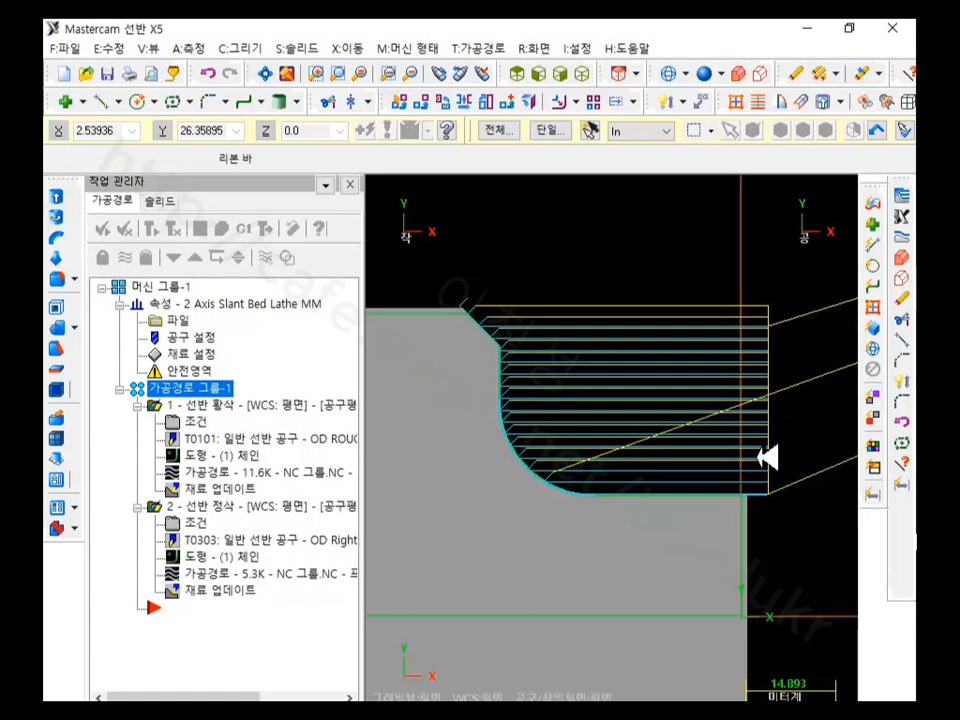 Mastercam 선반 X5
F:파일 E:수정 V:뷰 A:측정 C:그리기 S:솔리드 X:이동 M:머신 형태 T:가공경로 R:화면 I:설정 H:도움말
X 2.53936 Y 26.35895 Z 0.0 전체... 단일... In
리본 바
작업 관리자
가공경로 솔리드
G1
머신 그룹-1
속성 - 2 Axis Slant Bed Lathe MM
파일
공구 설정
재료 설정
안전영역
가공경로 그룹-1
1 - 선반 황삭 - [WCS: 평면] - [공구평
조건
T0101: 일반 선반 공구 - OD ROUG
도형 - (1) 체인
가공경로 - 11.6K - NC 그룹.NC -
재료 업데이트
2 - 선반 정삭 - [WCS: 평면] - [공구평
조건
T0303: 일반 선반 공구 - OD Right
도형 - (1) 체인
가공경로 - 5.3K - NC 그룹.NC - 프
재료 업데이트
Y
X
작
Y
X
공
Y
X
Y
X
14.893
미터계